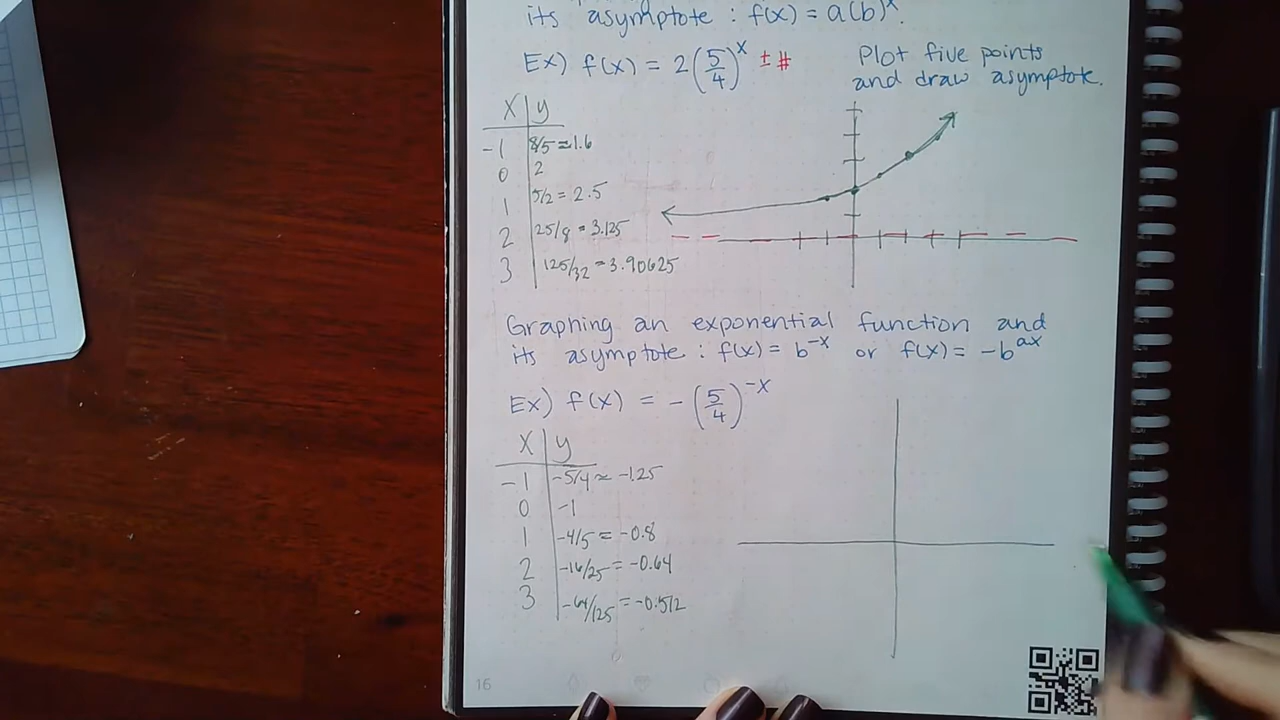 its asymptote : f(x) = a(b)^x.
Ex) f(x) = 2(5/4)^x ± #
Plot five points
and draw asymptote.
x | y
-1 | 8/5 ≈ 1.6
0 | 2
1 | 5/2 = 2.5
2 | 25/8 = 3.125
3 | 125/32 = 3.90625
Graphing an exponential function and
its asymptote : f(x) = b^-x or f(x) = -b^ax
Ex) f(x) = -(5/4)^-x
x | y
-1 | -5/4 ≈ -1.25
0 | -1
1 | -4/5 = -0.8
2 | -16/25 = -0.64
3 | -64/125 = -0.512
16